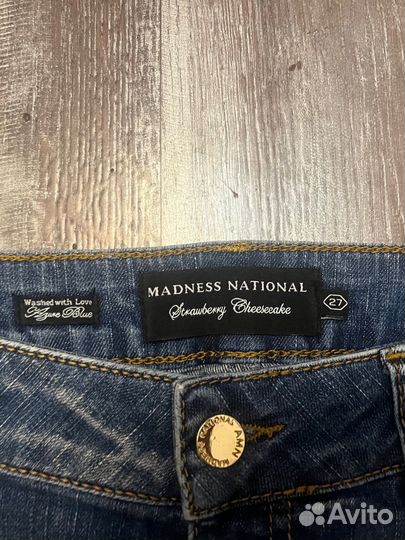 MADNESS NATIONAL
Strawberry Cheesecake
27
Washed with Love
Azure Blue
MADNESS NATIONAL AMN
Avito